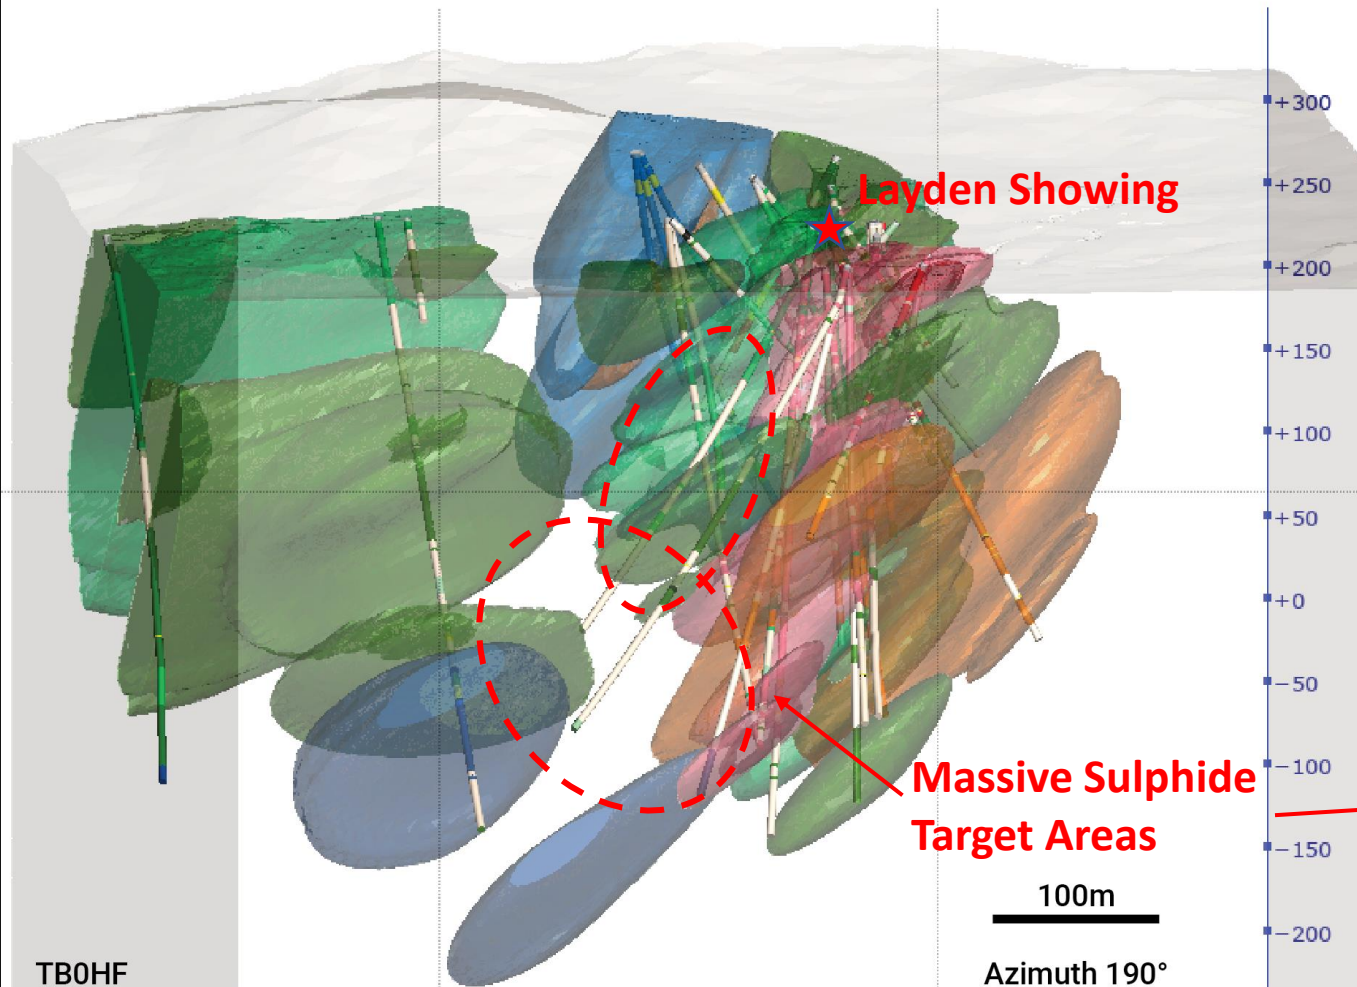 +300
+250
Layden Showing
+200
+150
+100
+50
+0
−50
Massive Sulphide
Target Areas
−100
−150
100m
−200
TB0HF
Azimuth 190°